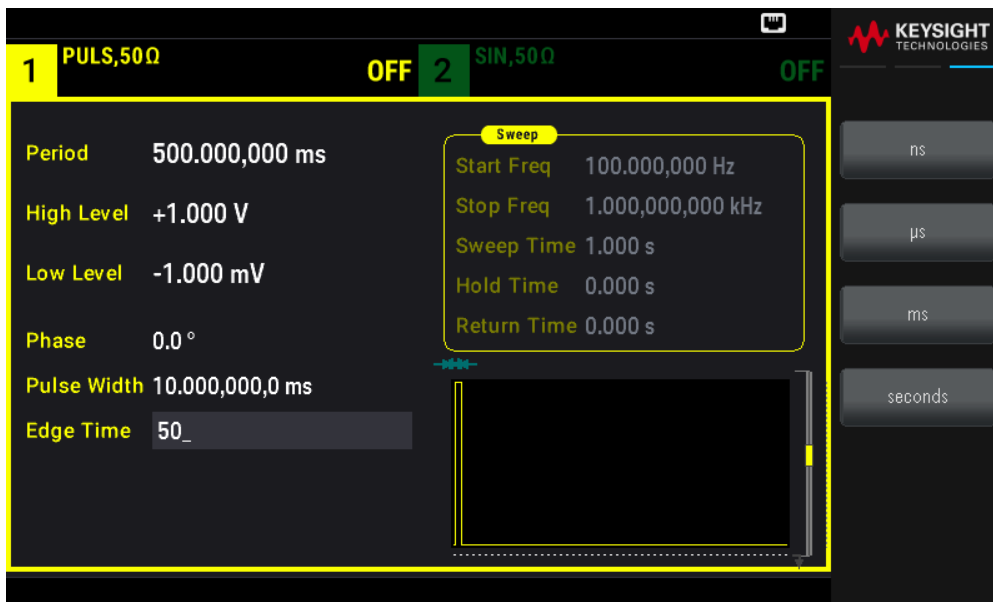 KEYSIGHT
TECHNOLOGIES
1 PULS,50Ω OFF
2 SIN,50Ω OFF
Period 500.000,000 ms
High Level +1.000 V
Low Level -1.000 mV
Phase 0.0 °
Pulse Width 10.000,000,0 ms
Edge Time 50_
Sweep
Start Freq 100.000,000 Hz
Stop Freq 1.000,000,000 kHz
Sweep Time 1.000 s
Hold Time 0.000 s
Return Time 0.000 s
ns
µs
ms
seconds